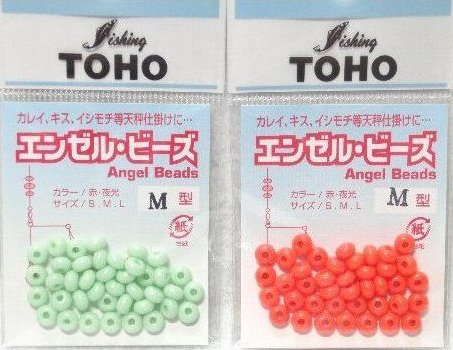 Fishing
TOHO
カレイ、キス、イシモチ等天秤仕掛けに…
エンゼル・ビーズ
Angel Beads
カラー/赤・夜光
サイズ/S.M.L
M 型
紙
Fishing
TOHO
カレイ、キス、イシモチ等天秤仕掛けに…
エンゼル・ビーズ
Angel Beads
カラー/赤・夜光
サイズ/S.M.L
M 型
紙